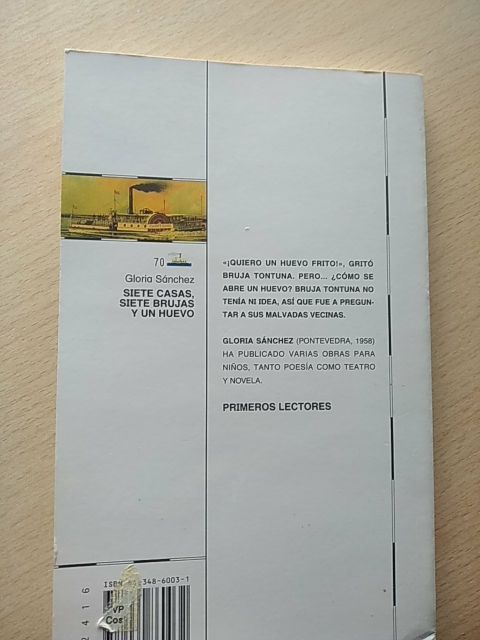 70
Gloria Sánchez
SIETE CASAS,
SIETE BRUJAS
Y UN HUEVO
«¡QUIERO UN HUEVO FRITO!», GRITÓ
BRUJA TONTUNA. PERO... ¿CÓMO SE
ABRE UN HUEVO? BRUJA TONTUNA NO
TENÍA NI IDEA, ASÍ QUE FUE A PREGUN-
TAR A SUS MALVADAS VECINAS.
GLORIA SÁNCHEZ (PONTEVEDRA, 1958)
HA PUBLICADO VARIAS OBRAS PARA
NIÑOS, TANTO POESÍA COMO TEATRO
Y NOVELA.
PRIMEROS LECTORES
348-6003-1
2416